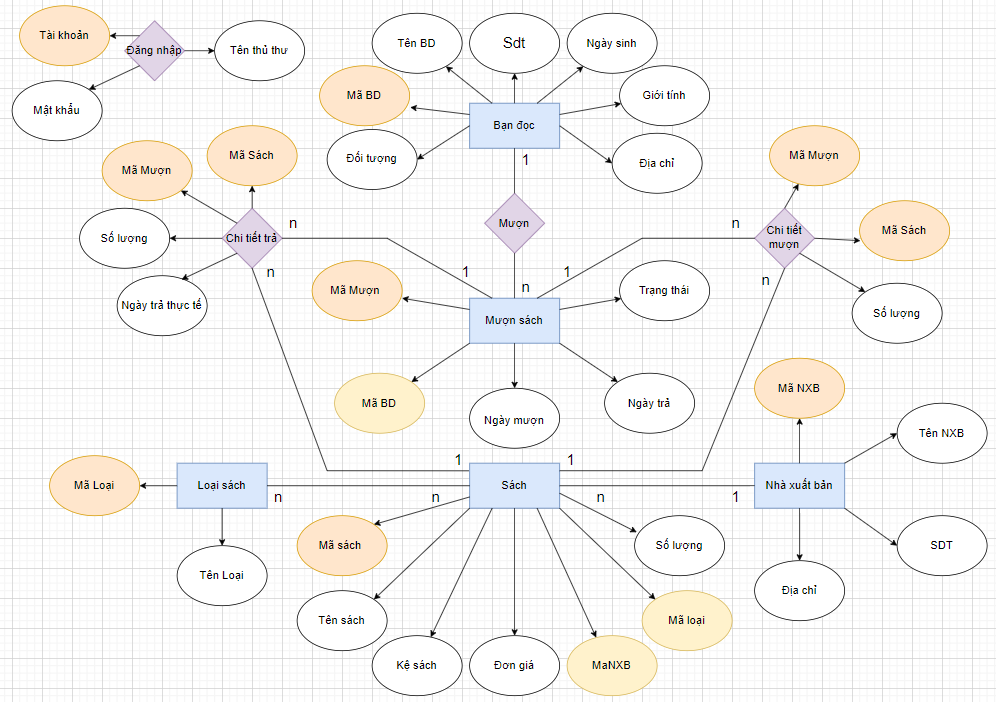 Tài khoản
Đăng nhập
Tên thủ thư
Mật khẩu
Tên BD
Sdt
Ngày sinh
Mã BD
Giới tính
Bạn đọc
Đối tượng
Địa chỉ
1
Mã Mượn
Mã Sách
Số lượng
Chi tiết trả
n
n
Ngày trả thực tế
Mượn
n
Mã Mượn
Mã Sách
Chi tiết
mượn
n
n
Số lượng
1
1
Mã Mượn
Trạng thái
Mượn sách
Mã BD
Ngày mượn
Ngày trả
Mã NXB
Tên NXB
1
1
Mã Loại
Loại sách
n
n
Sách
n
1
Nhà xuất bản
Tên Loại
Mã sách
Số lượng
SDT
Địa chỉ
Tên sách
Mã loại
Kệ sách
Đơn giá
MaNXB